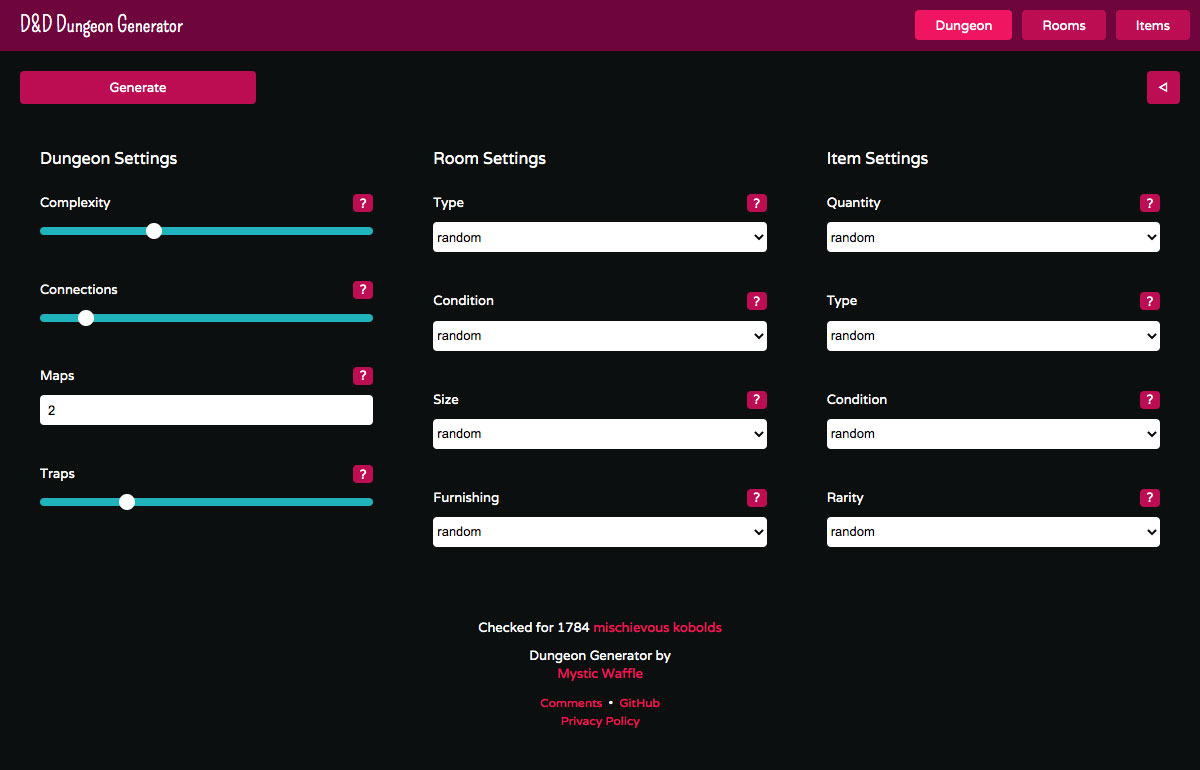 D&D Dungeon Generator
Dungeon
Rooms
Items
Generate
Dungeon Settings
Complexity
?
Connections
?
Maps
?
2
Traps
?
Room Settings
Type
?
random
Condition
?
random
Size
?
random
Furnishing
?
random
Item Settings
Quantity
?
random
Type
?
random
Condition
?
random
Rarity
?
random
Checked for 1784 mischievous kobolds
Dungeon Generator by
Mystic Waffle
Comments • GitHub
Privacy Policy